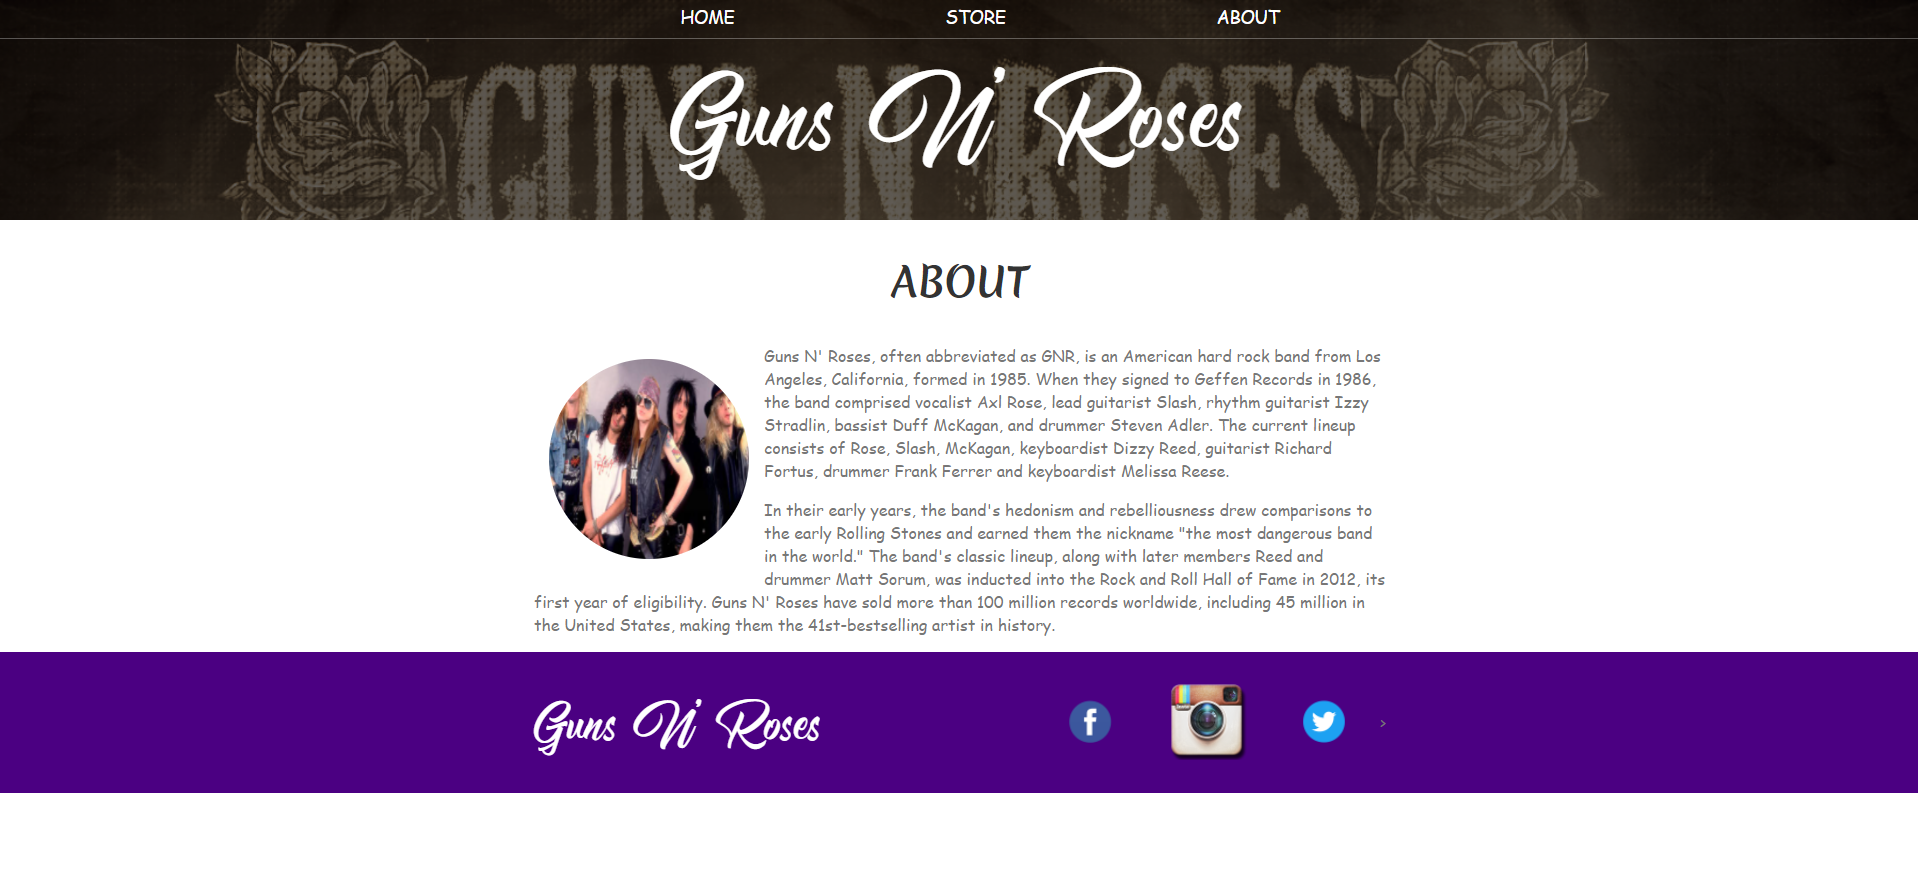 HOME STORE ABOUT
GUNS N' ROSES
Guns N' Roses
ABOUT
Guns N' Roses, often abbreviated as GNR, is an American hard rock band from Los
Angeles, California, formed in 1985. When they signed to Geffen Records in 1986,
the band comprised vocalist Axl Rose, lead guitarist Slash, rhythm guitarist Izzy
Stradlin, bassist Duff McKagan, and drummer Steven Adler. The current lineup
consists of Rose, Slash, McKagan, keyboardist Dizzy Reed, guitarist Richard
Fortus, drummer Frank Ferrer and keyboardist Melissa Reese.
In their early years, the band's hedonism and rebelliousness drew comparisons to
the early Rolling Stones and earned them the nickname "the most dangerous band
in the world." The band's classic lineup, along with later members Reed and
drummer Matt Sorum, was inducted into the Rock and Roll Hall of Fame in 2012, its
first year of eligibility. Guns N' Roses have sold more than 100 million records worldwide, including 45 million in
the United States, making them the 41st-bestselling artist in history.
Guns N' Roses f >